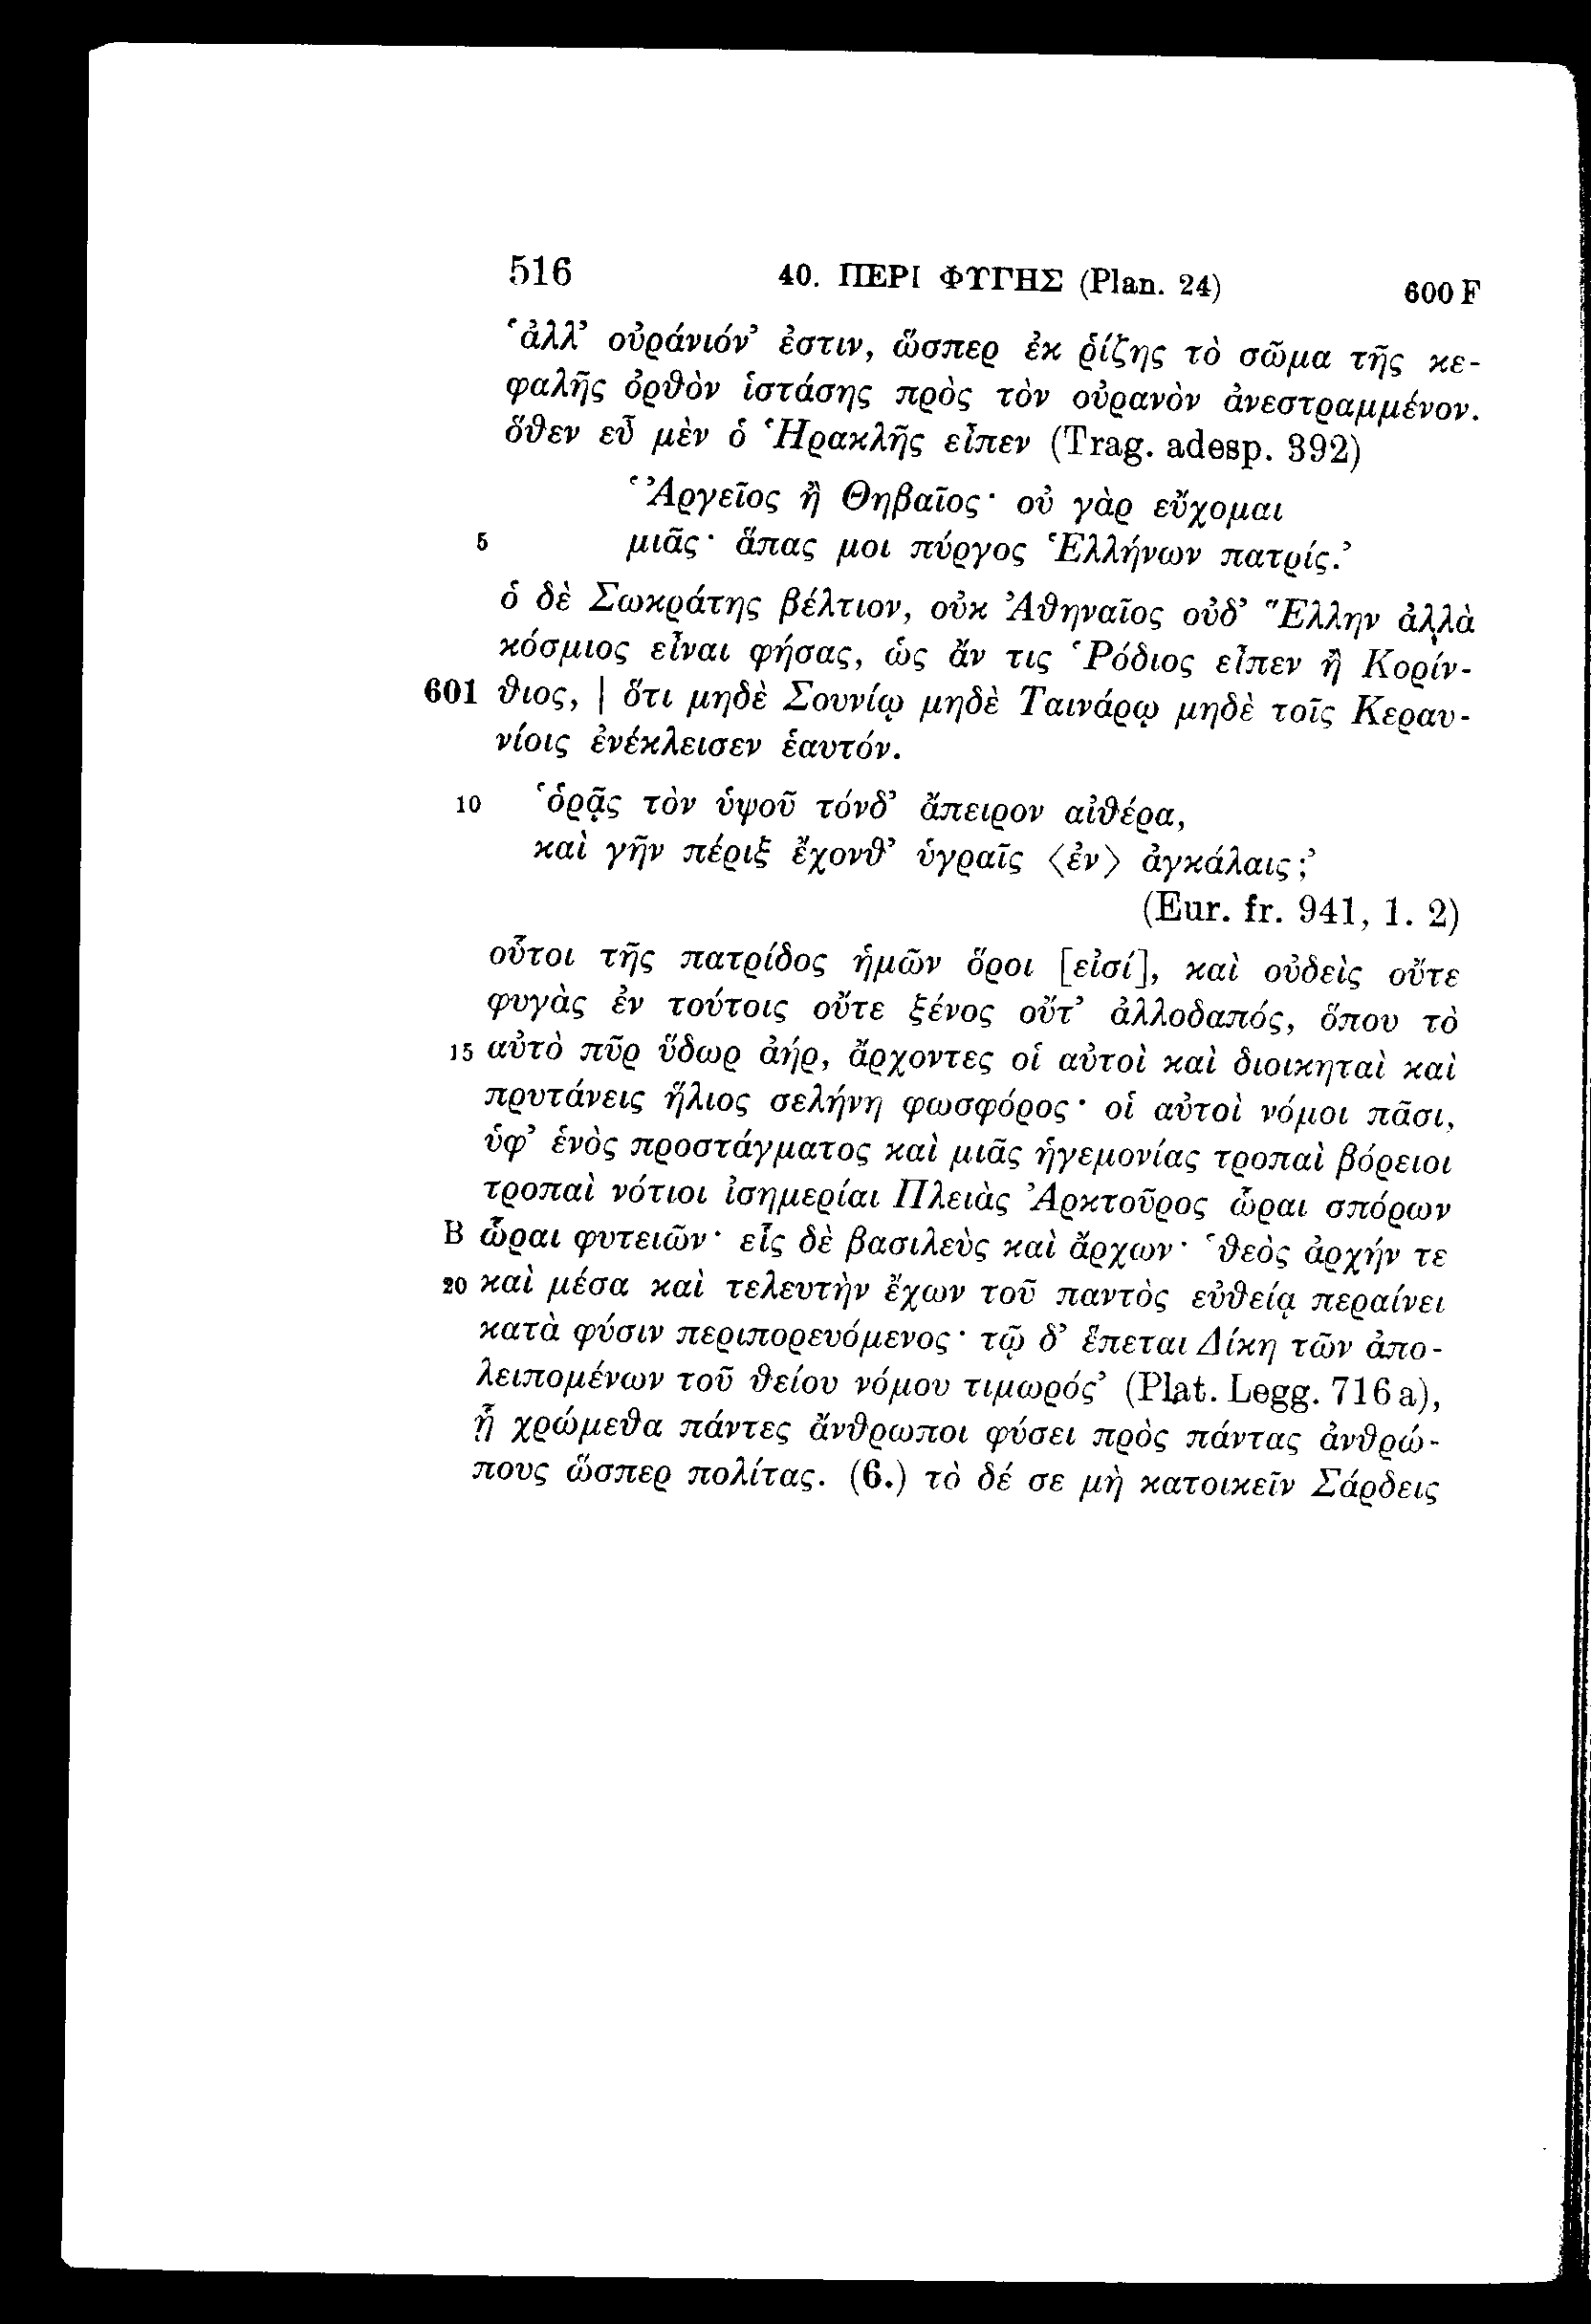 516 40. ΠΕΡΙ ΦΥΓΗΣ (Plan. 24) 600 F
‘ἀλλ’ οὐράνιόν’ ἐστιν, ὥσπερ ἐκ ῥίζης τὸ σῶμα τῆς κε-
φαλῆς ὀρθὸν ἱστάσης πρὸς τὸν οὐρανὸν ἀνεστραμμένον.
ὅθεν εὖ μὲν ὁ Ἡρακλῆς εἶπεν (Trag. adesp. 392)
‘Ἀργεῖος ἢ Θηβαῖος· οὐ γὰρ εὔχομαι
5 μιᾶς· ἅπας μοι πύργος Ἑλλήνων πατρίς.’
ὁ δὲ Σωκράτης βέλτιον, οὐκ Ἀθηναῖος οὐδ’ Ἕλλην ἀλλὰ
κόσμιος εἶναι φήσας, ὡς ἄν τις Ῥόδιος εἶπεν ἢ Κορίν-
601 θιος, | ὅτι μηδὲ Σουνίῳ μηδὲ Ταινάρῳ μηδὲ τοῖς Κεραυ-
νίοις ἐνέκλεισεν ἑαυτόν.
10 ‘ὁρᾷς τὸν ὑψοῦ τόνδ’ ἄπειρον αἰθέρα,
καὶ γῆν πέριξ ἔχονθ’ ὑγραῖς 〈ἐν〉 ἀγκάλαις;’
(Eur. fr. 941, 1. 2)
οὗτοι τῆς πατρίδος ἡμῶν ὅροι [εἰσί], καὶ οὐδεὶς οὔτε
φυγὰς ἐν τούτοις οὔτε ξένος οὔτ’ ἀλλοδαπός, ὅπου τὸ
15 αὐτὸ πῦρ ὕδωρ ἀήρ, ἄρχοντες οἱ αὐτοὶ καὶ διοικηταὶ καὶ
πρυτάνεις ἥλιος σελήνη φωσφόρος· οἱ αὐτοὶ νόμοι πᾶσι,
ὑφ’ ἑνὸς προστάγματος καὶ μιᾶς ἡγεμονίας τροπαὶ βόρειοι
τροπαὶ νότιοι ἰσημερίαι Πλειὰς Ἀρκτοῦρος ὧραι σπόρων
B ὧραι φυτειῶν· εἷς δὲ βασιλεὺς καὶ ἄρχων· ‘θεὸς ἀρχήν τε
20 καὶ μέσα καὶ τελευτὴν ἔχων τοῦ παντὸς εὐθείᾳ περαίνει
κατὰ φύσιν περιπορευόμενος· τῷ δ’ ἕπεται Δίκη τῶν ἀπο-
λειπομένων τοῦ θείου νόμου τιμωρός’ (Plat. Legg. 716 a),
ᾗ χρώμεθα πάντες ἄνθρωποι φύσει πρὸς πάντας ἀνθρώ-
πους ὥσπερ πολίτας. (6.) τὸ δέ σε μὴ κατοικεῖν Σάρδεις